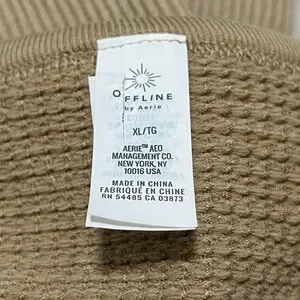 OFFLINE
by Aerie
XL/TG
AERIE™ AEO
MANAGEMENT CO.
NEW YORK, NY
10016 USA
MADE IN CHINA
FABRIQUÉ EN CHINE
RN 54485 CA 03873